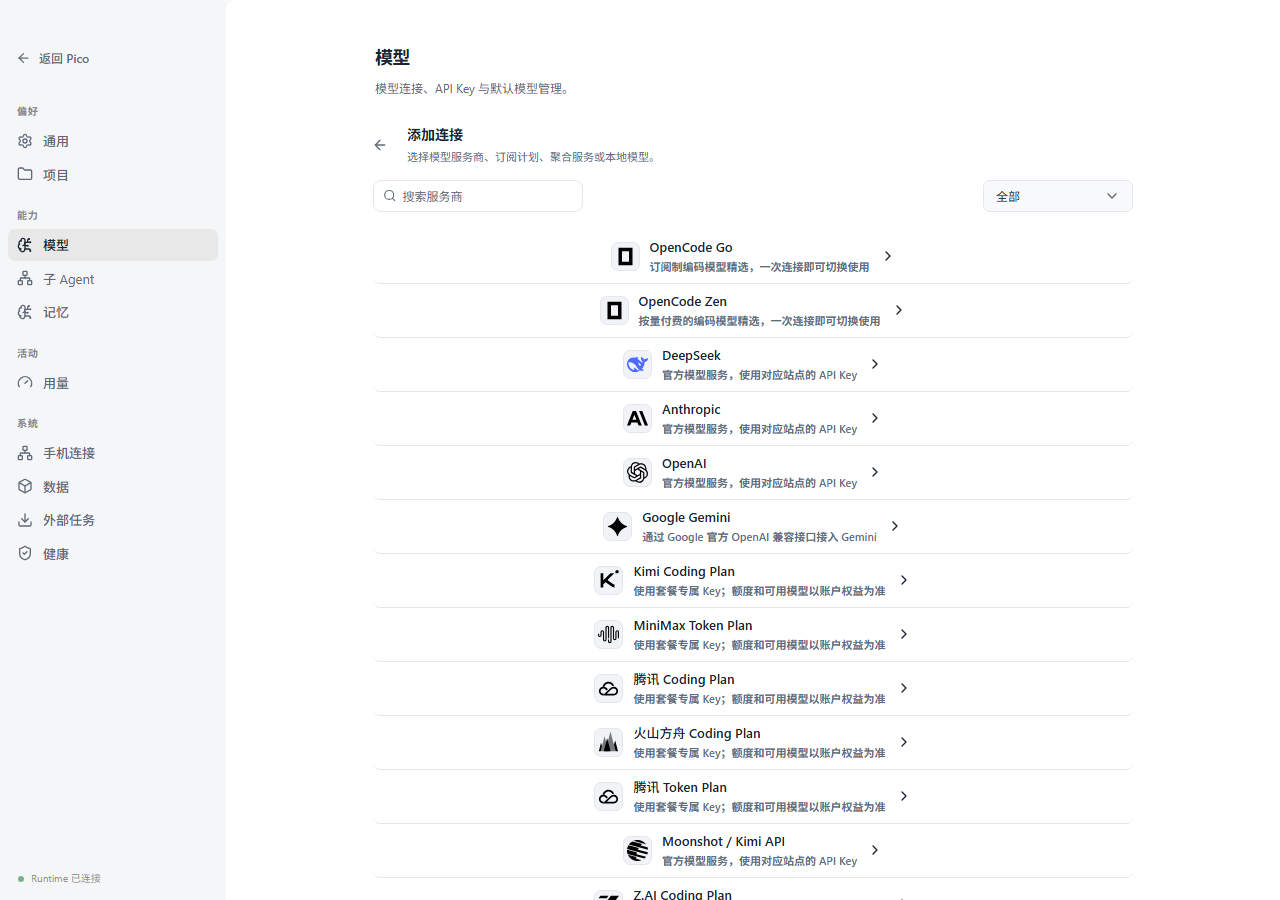 返回 Pico
偏好
通用
项目
能力
模型
子 Agent
记忆
活动
用量
系统
手机连接
数据
外部任务
健康
Runtime 已连接
模型
模型连接、API Key 与默认模型管理。
添加连接
选择模型服务商、订阅计划、聚合服务或本地模型。
搜索服务商
全部
OpenCode Go
订阅制编码模型精选，一次连接即可切换使用
OpenCode Zen
按量付费的编码模型精选，一次连接即可切换使用
DeepSeek
官方模型服务，使用对应站点的 API Key
Anthropic
官方模型服务，使用对应站点的 API Key
OpenAI
官方模型服务，使用对应站点的 API Key
Google Gemini
通过 Google 官方 OpenAI 兼容接口接入 Gemini
Kimi Coding Plan
使用套餐专属 Key；额度和可用模型以账户权益为准
MiniMax Token Plan
使用套餐专属 Key；额度和可用模型以账户权益为准
腾讯 Coding Plan
使用套餐专属 Key；额度和可用模型以账户权益为准
火山方舟 Coding Plan
使用套餐专属 Key；额度和可用模型以账户权益为准
腾讯 Token Plan
使用套餐专属 Key；额度和可用模型以账户权益为准
Moonshot / Kimi API
官方模型服务，使用对应站点的 API Key
Z.AI Coding Plan